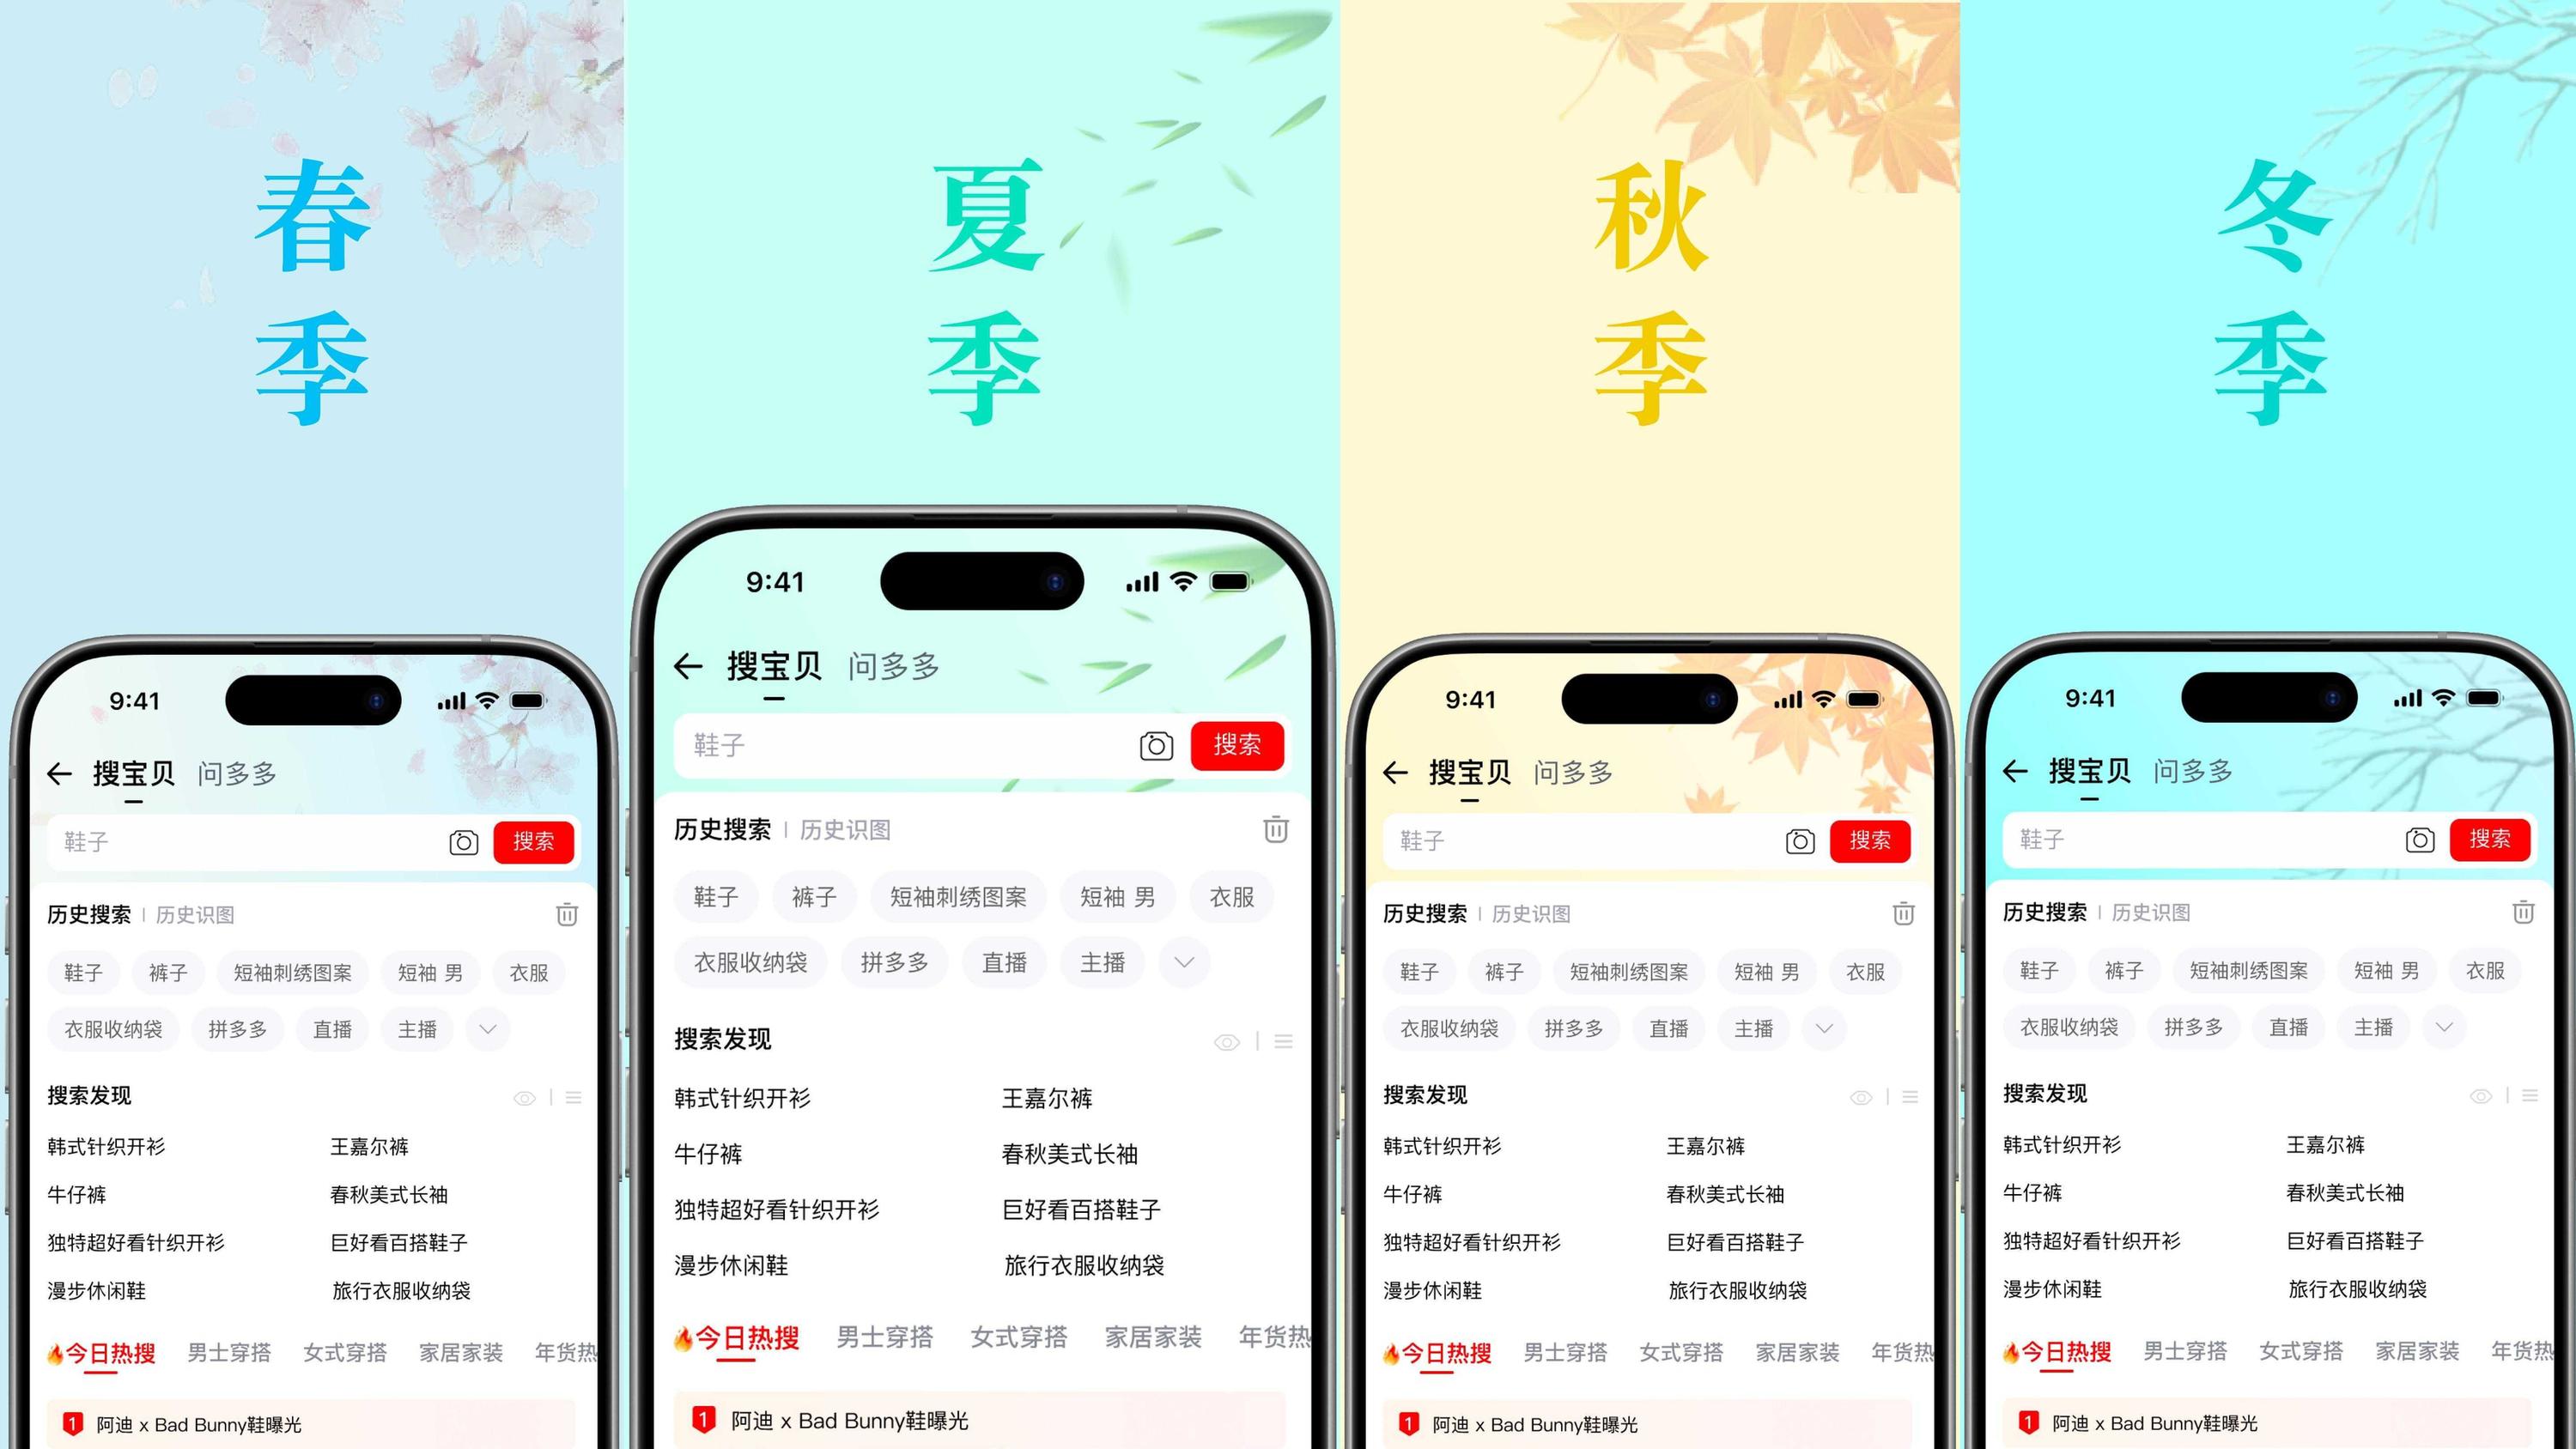 春
季
9:41
搜宝贝 问多多
鞋子 搜索
历史搜索 | 历史识图
鞋子 裤子 短袖刺绣图案 短袖 男 衣服
衣服收纳袋 拼多多 直播 主播
搜索发现
韩式针织开衫 王嘉尔裤
牛仔裤 春秋美式长袖
独特超好看针织开衫 巨好看百搭鞋子
漫步休闲鞋 旅行衣服收纳袋
今日热搜 男士穿搭 女式穿搭 家居家装 年货热
1 阿迪 x Bad Bunny鞋曝光
夏
季
9:41
搜宝贝 问多多
鞋子 搜索
历史搜索 | 历史识图
鞋子 裤子 短袖刺绣图案 短袖 男 衣服
衣服收纳袋 拼多多 直播 主播
搜索发现
韩式针织开衫 王嘉尔裤
牛仔裤 春秋美式长袖
独特超好看针织开衫 巨好看百搭鞋子
漫步休闲鞋 旅行衣服收纳袋
今日热搜 男士穿搭 女式穿搭 家居家装 年货热
1 阿迪 x Bad Bunny鞋曝光
秋
季
9:41
搜宝贝 问多多
鞋子 搜索
历史搜索 | 历史识图
鞋子 裤子 短袖刺绣图案 短袖 男 衣服
衣服收纳袋 拼多多 直播 主播
搜索发现
韩式针织开衫 王嘉尔裤
牛仔裤 春秋美式长袖
独特超好看针织开衫 巨好看百搭鞋子
漫步休闲鞋 旅行衣服收纳袋
今日热搜 男士穿搭 女式穿搭 家居家装 年货热
1 阿迪 x Bad Bunny鞋曝光
冬
季
9:41
搜宝贝 问多多
鞋子 搜索
历史搜索 | 历史识图
鞋子 裤子 短袖刺绣图案 短袖 男 衣服
衣服收纳袋 拼多多 直播 主播
搜索发现
韩式针织开衫 王嘉尔裤
牛仔裤 春秋美式长袖
独特超好看针织开衫 巨好看百搭鞋子
漫步休闲鞋 旅行衣服收纳袋
今日热搜 男士穿搭 女式穿搭 家居家装 年货热
1 阿迪 x Bad Bunny鞋曝光